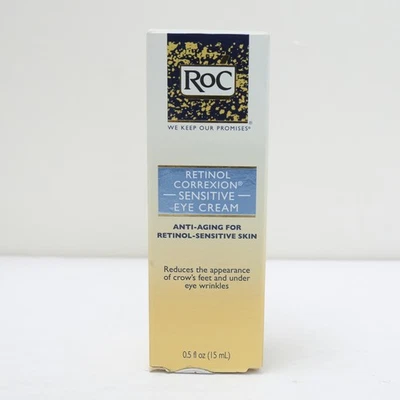 RoC
WE KEEP OUR PROMISES®
RETINOL
CORREXION®
SENSITIVE
EYE CREAM
ANTI-AGING FOR
RETINOL-SENSITIVE SKIN
Reduces the appearance
of crow's feet and under
eye wrinkles
0.5 fl oz (15 mL)